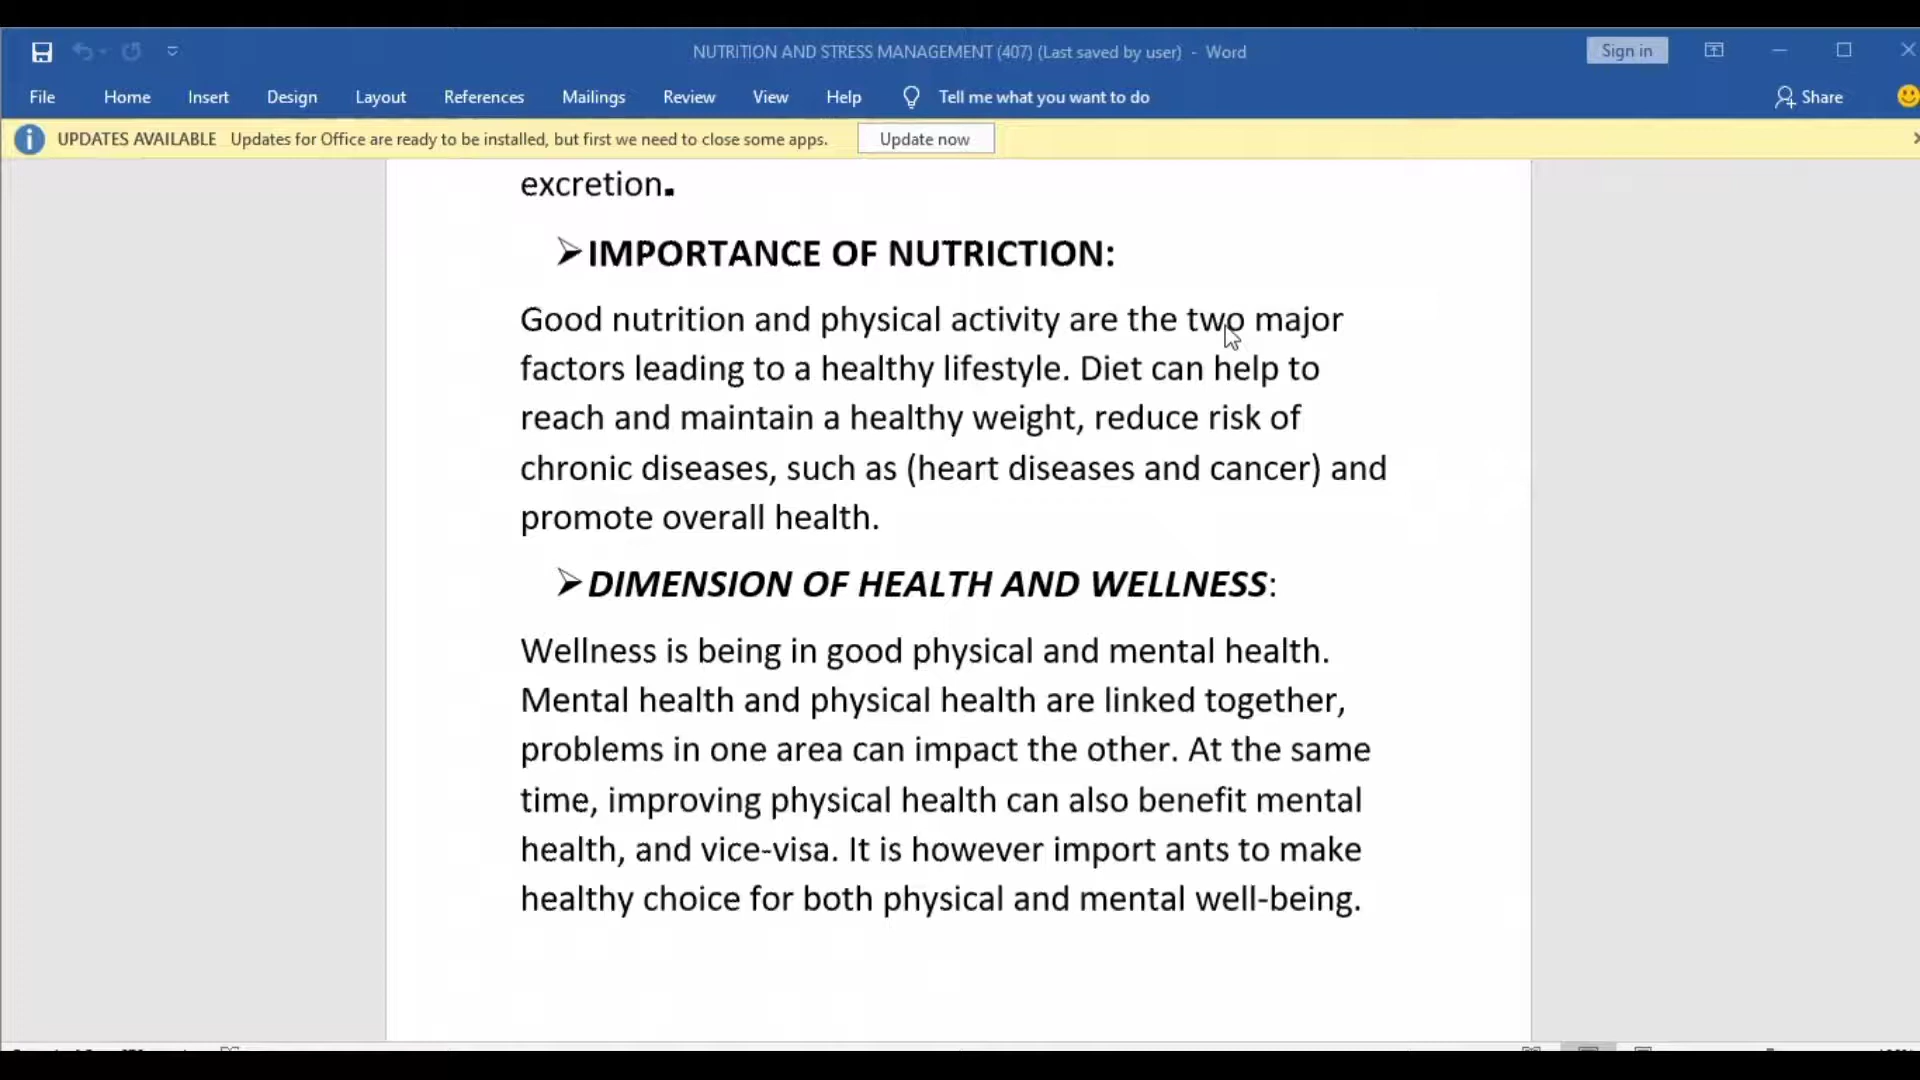 NUTRITION AND STRESS MANAGEMENT (407) (Last saved by user) - Word
Sign in
File Home Insert Design Layout References Mailings Review View Help Tell me what you want to do Share
UPDATES AVAILABLE Updates for Office are ready to be installed, but first we need to close some apps. Update now
excretion.
➢IMPORTANCE OF NUTRICTION:
Good nutrition and physical activity are the two major
factors leading to a healthy lifestyle. Diet can help to
reach and maintain a healthy weight, reduce risk of
chronic diseases, such as (heart diseases and cancer) and
promote overall health.
➢DIMENSION OF HEALTH AND WELLNESS:
Wellness is being in good physical and mental health.
Mental health and physical health are linked together,
problems in one area can impact the other. At the same
time, improving physical health can also benefit mental
health, and vice-visa. It is however import ants to make
healthy choice for both physical and mental well-being.